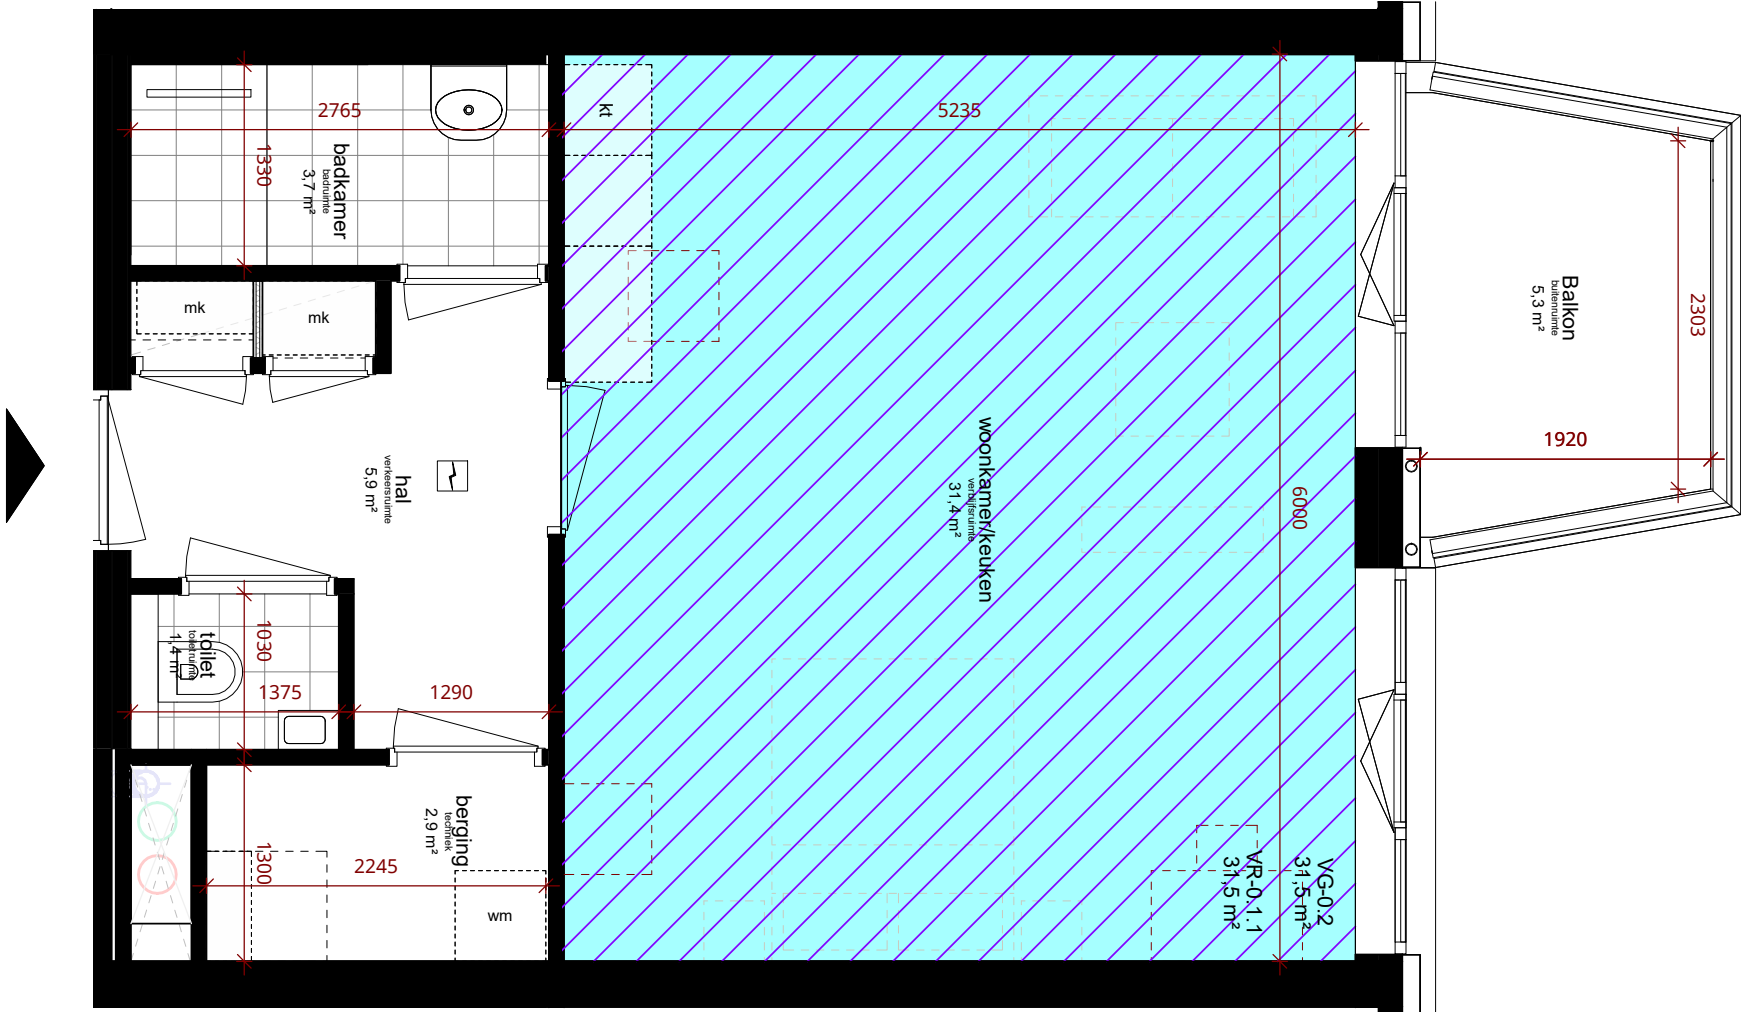 kt
2765
5235
1330
badkamer
badruimte
3,7 m²
mk
mk
Balkon
buitenruimte
5,3 m²
2303
1920
hal
verkeersruimte
5,9 m²
woonkamer/keuken
verblijfsruimte
31,4 m²
6000
toilet
toiletruimte
1,4 m²
1030
1375
1290
berging
techniek
2,9 m²
1300
2245
wm
VG-0.2
31,5 m²
VR-0.1.1
31,5 m²